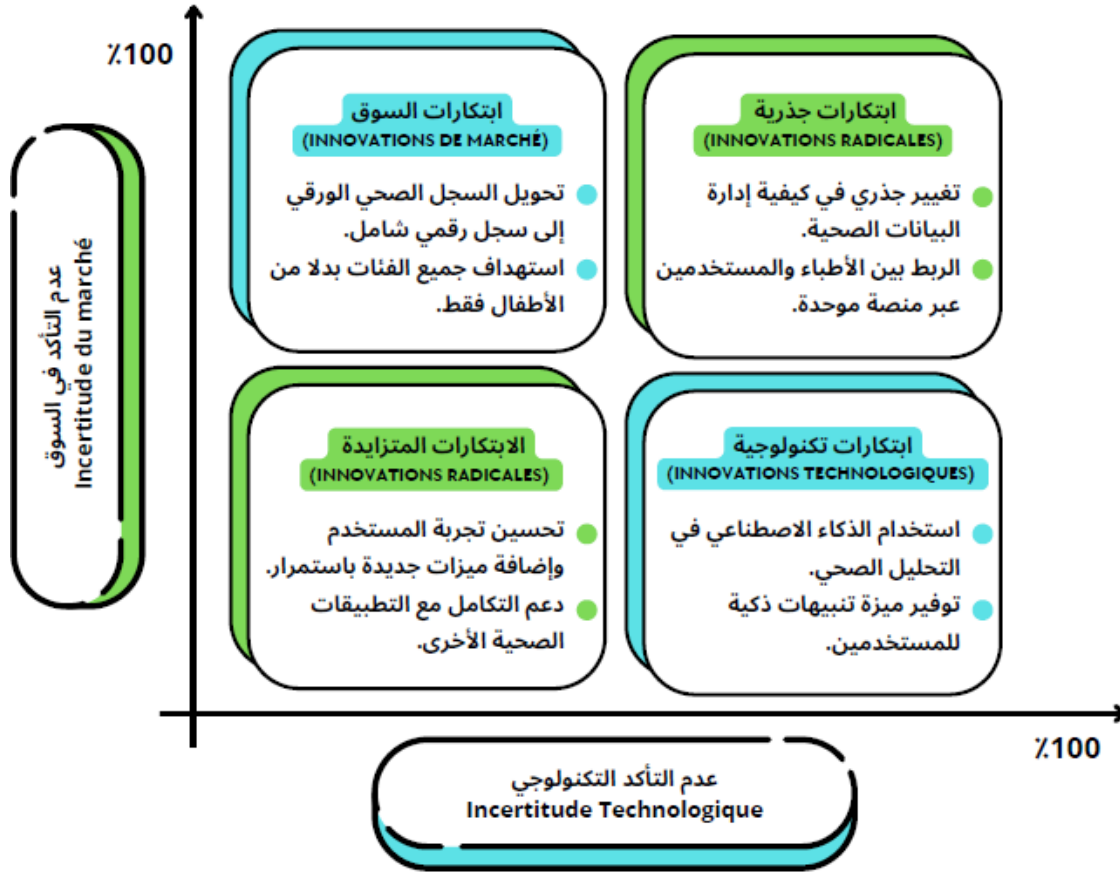 ٪100
عدم التأكد في السوق
Incertitude du marché
ابتكارات السوق
(INNOVATIONS DE MARCHÉ)
تحويل السجل الصحي الورقي
إلى سجل رقمي شامل.
استهداف جميع الفئات بدلا من
الأطفال فقط.
ابتكارات جذرية
(INNOVATIONS RADICALES)
تغيير جذري في كيفية إدارة
البيانات الصحية.
الربط بين الأطباء والمستخدمين
عبر منصة موحدة.
الابتكارات المتزايدة
(INNOVATIONS RADICALES)
تحسين تجربة المستخدم
وإضافة ميزات جديدة باستمرار.
دعم التكامل مع التطبيقات
الصحية الأخرى.
ابتكارات تكنولوجية
(INNOVATIONS TECHNOLOGIQUES)
استخدام الذكاء الاصطناعي في
التحليل الصحي.
توفير ميزة تنبيهات ذكية
للمستخدمين.
٪100
عدم التأكد التكنولوجي
Incertitude Technologique